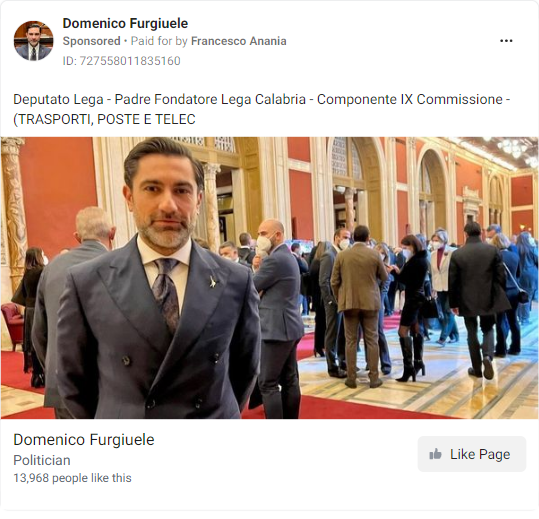 Domenico Furgiuele
Sponsored • Paid for by Francesco Anania
ID: 727558011835160
Deputato Lega - Padre Fondatore Lega Calabria - Componente IX Commissione -
(TRASPORTI, POSTE E TELEC
Domenico Furgiuele
Politician
13,968 people like this
Like Page